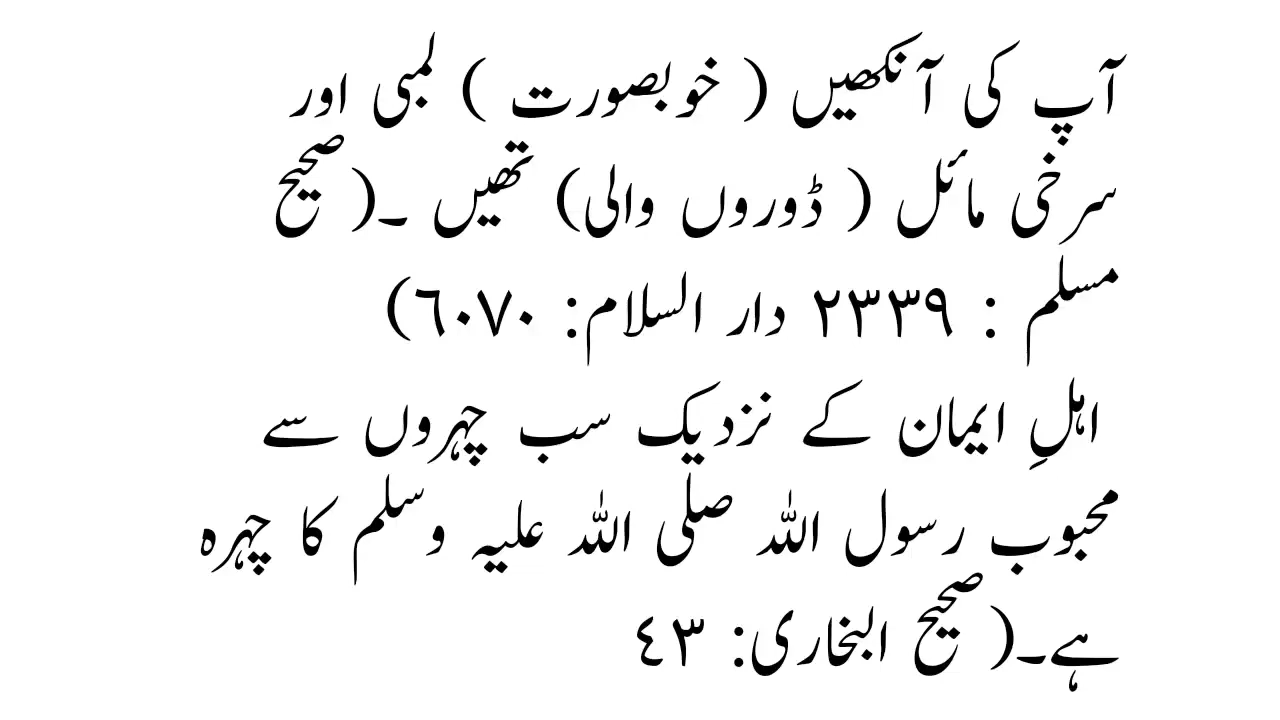 آپ کی آنکھیں ( خوبصورت ) لمبی اور
سرخی مائل ( ڈوروں والی) تھیں ۔(صحیح
مسلم : ٢٣٣٩ دار السلام: ٦٠٧٠)
اہلِ ایمان کے نزدیک سب چہروں سے
محبوب رسول اللہ صلی اللہ علیہ وسلم کا چہرہ
ہے۔(صحیح البخاری: ٤٣